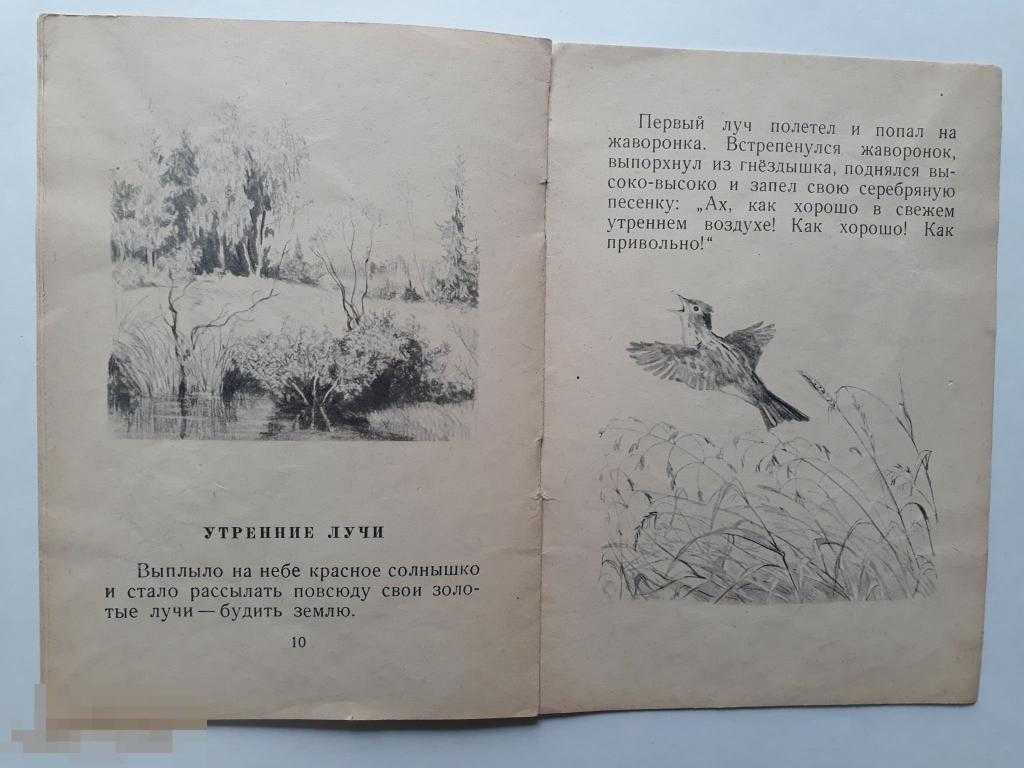 УТРЕННИЕ ЛУЧИ
Выплыло на небе красное солнышко
и стало рассылать повсюду свои золо-
тые лучи — будить землю.
10
Первый луч полетел и попал на
жаворонка. Встрепенулся жаворонок,
выпорхнул из гнёздышка, поднялся вы-
соко-высоко и запел свою серебряную
песенку: „Ах, как хорошо в свежем
утреннем воздухе! Как хорошо! Как
привольно!“